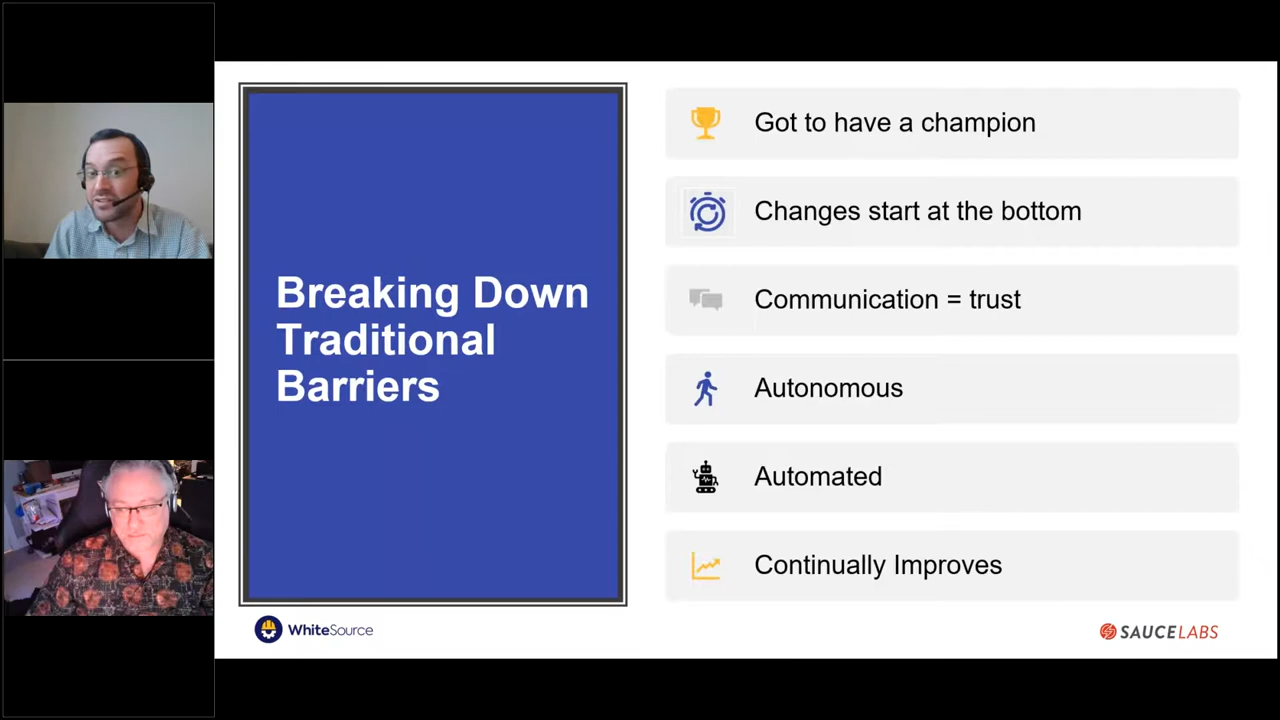 Breaking Down
Traditional
Barriers
Got to have a champion
Changes start at the bottom
Communication = trust
Autonomous
Automated
Continually Improves
WhiteSource
SAUCELABS